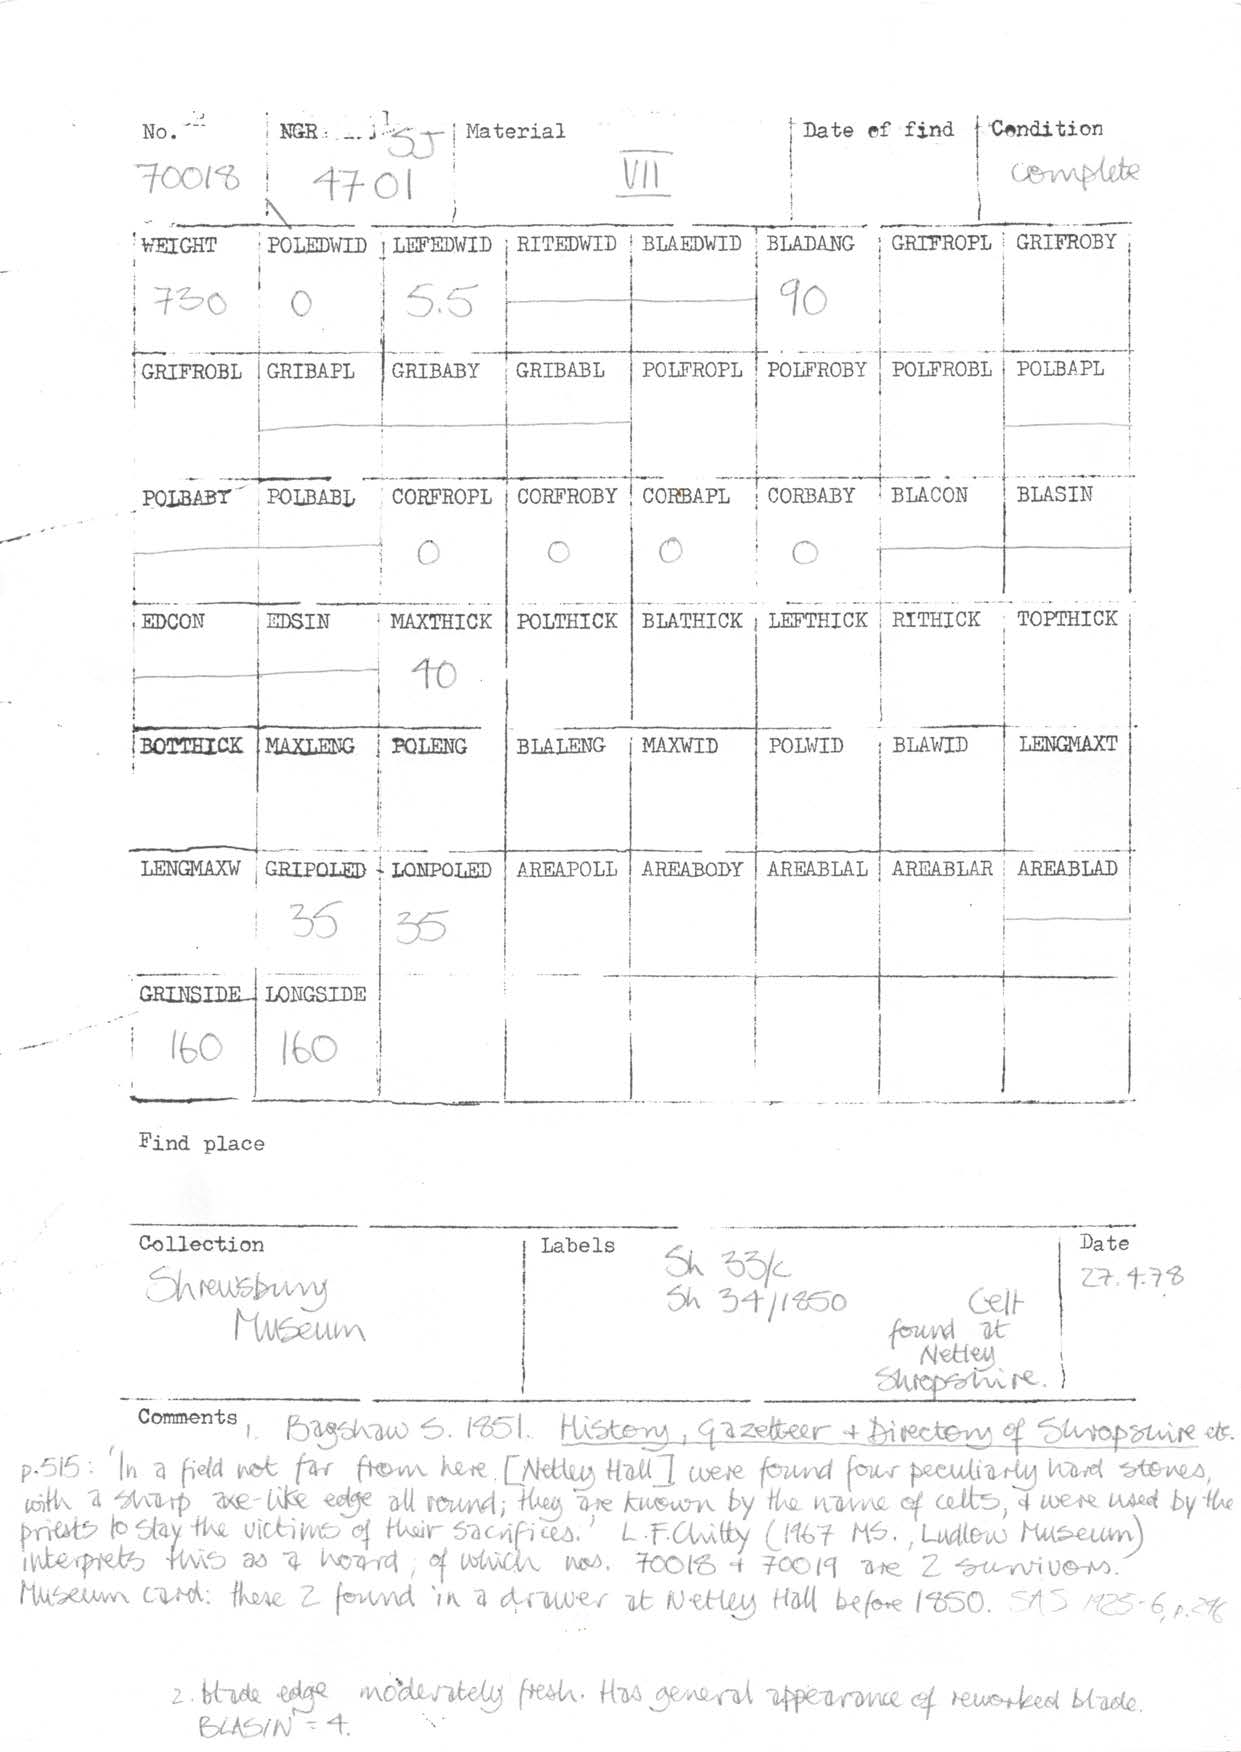 No. NGR SJ Material Date of find Condition
70018 4701 VII complete
WEIGHT POLEDWID LEFEDWID RITEDWID BLAEDWID BLADANG GRIFROPL GRIFROBY
730 0 5.5 90
GRIFROBL GRIBAPL GRIBABY GRIBABL POLFROPL POLFROBY POLFROBL POLBAPL
POLBABY POLBABL CORFROPL CORFROBY CORBAPL CORBABY BLACON BLASIN
0 0 0 0
EDCON EDSIN MAXTHICK POLTHICK BLATHICK LEFTHICK RITHICK TOPTHICK
40
BOTTHICK MAXLENG POLENG BLALENG MAXWID POLWID BLAWID LENGMAXT
LENGMAXW GRIPOLED LONPOLED AREAPOLL AREABODY AREABLAL AREABLAR AREABLAD
35 35
GRINSIDE LONGSIDE
160 160
Find place
Collection Labels Date
Shrewsbury
Museum
Sh 33/c
Sh 34/1850
Celt
found at
Netley
Shropshire.
27.4.78
Comments 1. Bagshaw S. 1851. History, Gazetteer + Directory of Shropshire etc.
p.515: 'In a field not far from here [Netley Hall] were found four peculiarly hard stones,
with a sharp axe-like edge all round; they are known by the name of celts, & were used by the
priests to slay the victims of their sacrifices.' L.F.Chitty (1967 MS., Ludlow Museum)
interprets this as a hoard, of which nos. 70018 + 70019 are 2 survivors.
Museum card: these 2 found in a drawer at Netley Hall before 1850. SAS 1925-6, p.
2. blade edge moderately fresh. Has general appearance of reworked blade.
BLASIN = 4.